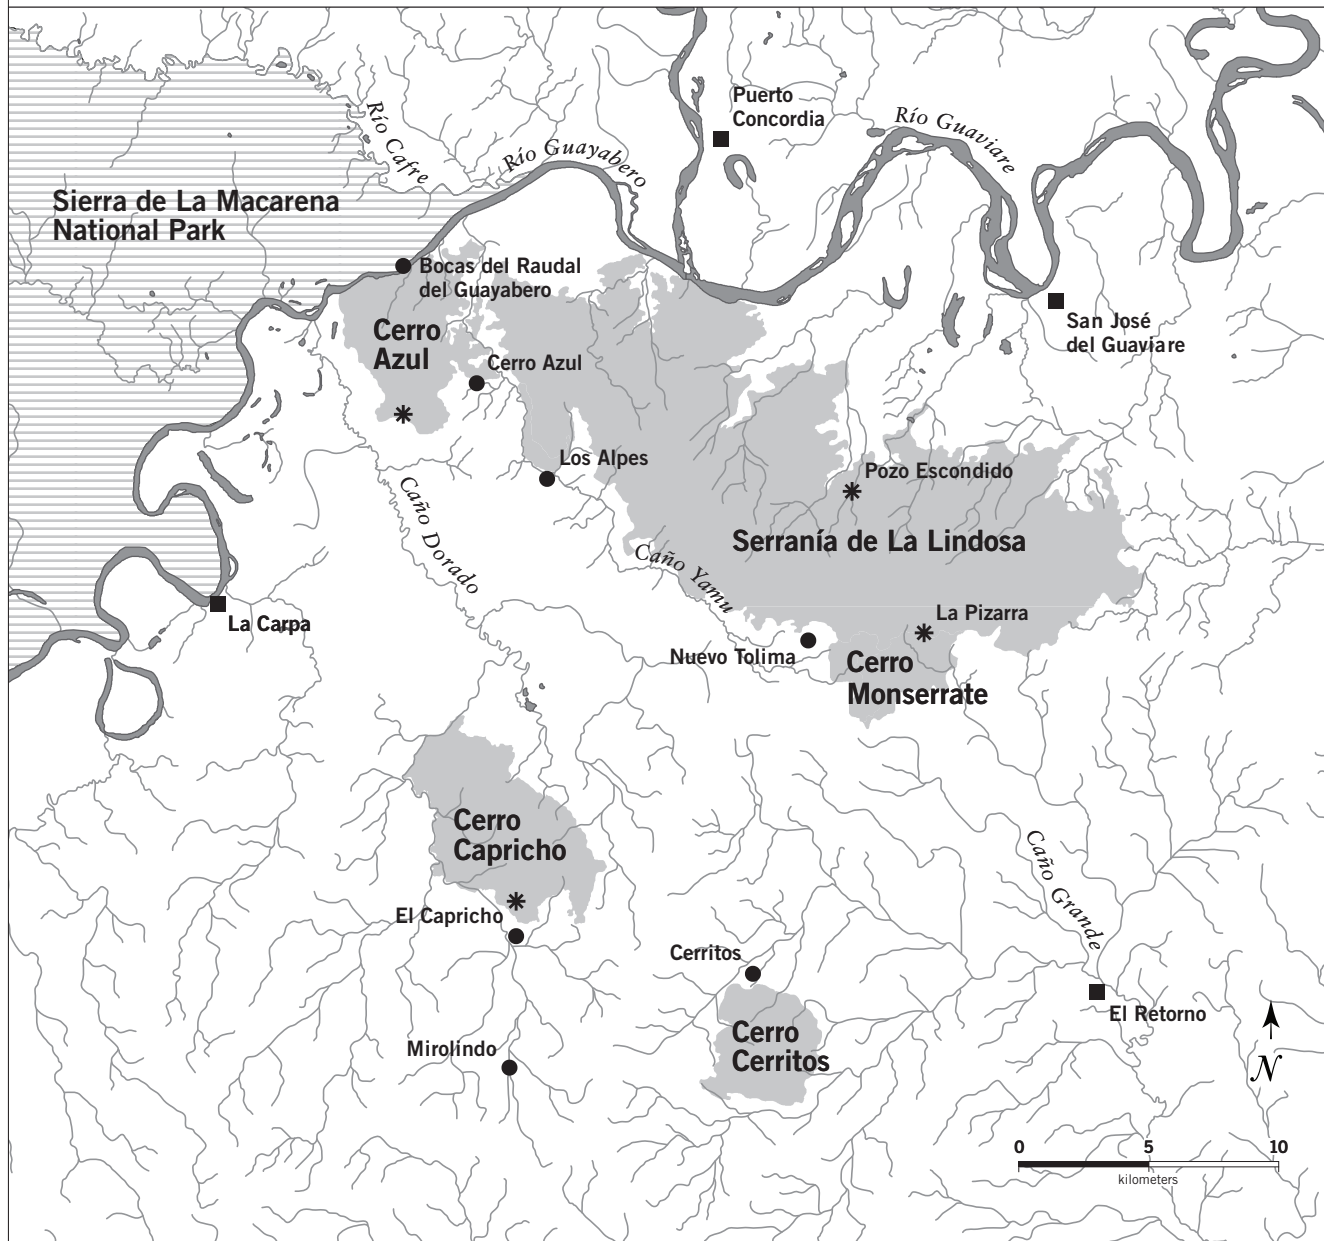 Puerto
Concordia
Río Cafre
Río Guayabero
Río Guaviare
Sierra de La Macarena
National Park
Bocas del Raudal
del Guayabero
San José
del Guaviare
Cerro
Azul
Cerro Azul
Los Alpes
Pozo Escondido
Caño Dorado
Serranía de La Lindosa
Caño Yamu
La Carpa
La Pizarra
Nuevo Tolima
Cerro
Monserrate
Cerro
Capricho
Caño Grande
El Capricho
Cerritos
El Retorno
Cerro
Cerritos
Mirolindo
N
0 5 10
kilometers